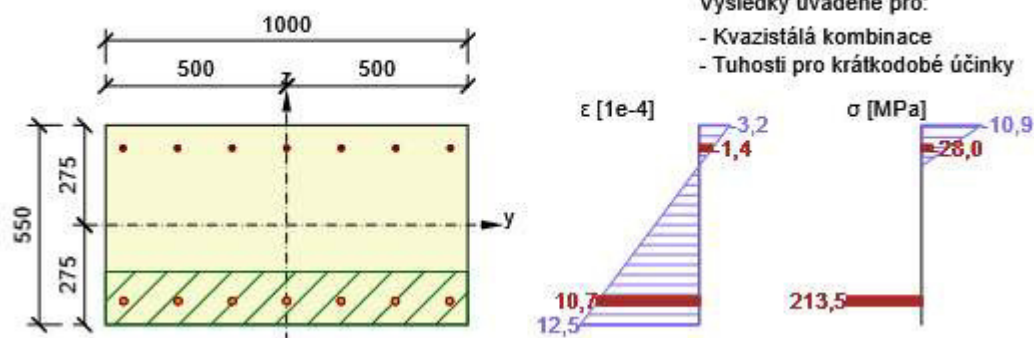 Výsledky uváděné pro:
- Kvazistálá kombinace
- Tuhosti pro krátkodobé účinky
1000
500 500
z
y
550
275
275
ε [1e-4]
-3,2
-1,4
10,7
12,5
σ [MPa]
-10,9
-28,0
213,5